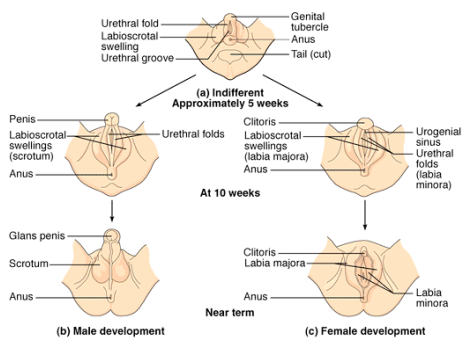 Urethral fold
Labioscrotal
swelling
Urethral groove
Genital
tubercle
Anus
Tail (cut)
(a) Indifferent
Approximately 5 weeks
Penis
Labioscrotal
swellings
(scrotum)
Anus
Urethral folds
Clitoris
Labioscrotal
swellings
(labia majora)
Anus
Urogenial
sinus
Urethral
folds
(labia
minora)
At 10 weeks
Glans penis
Scrotum
Anus
Clitoris
Labia majora
Anus
Labia
minora
Near term
(b) Male development
(c) Female development